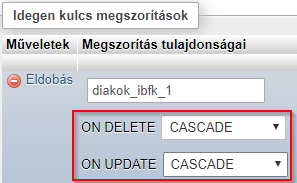 Idegen kulcs megszorítások
Műveletek Megszorítás tulajdonságai
Eldobás diakok_ibfk_1
ON DELETE CASCADE
ON UPDATE CASCADE